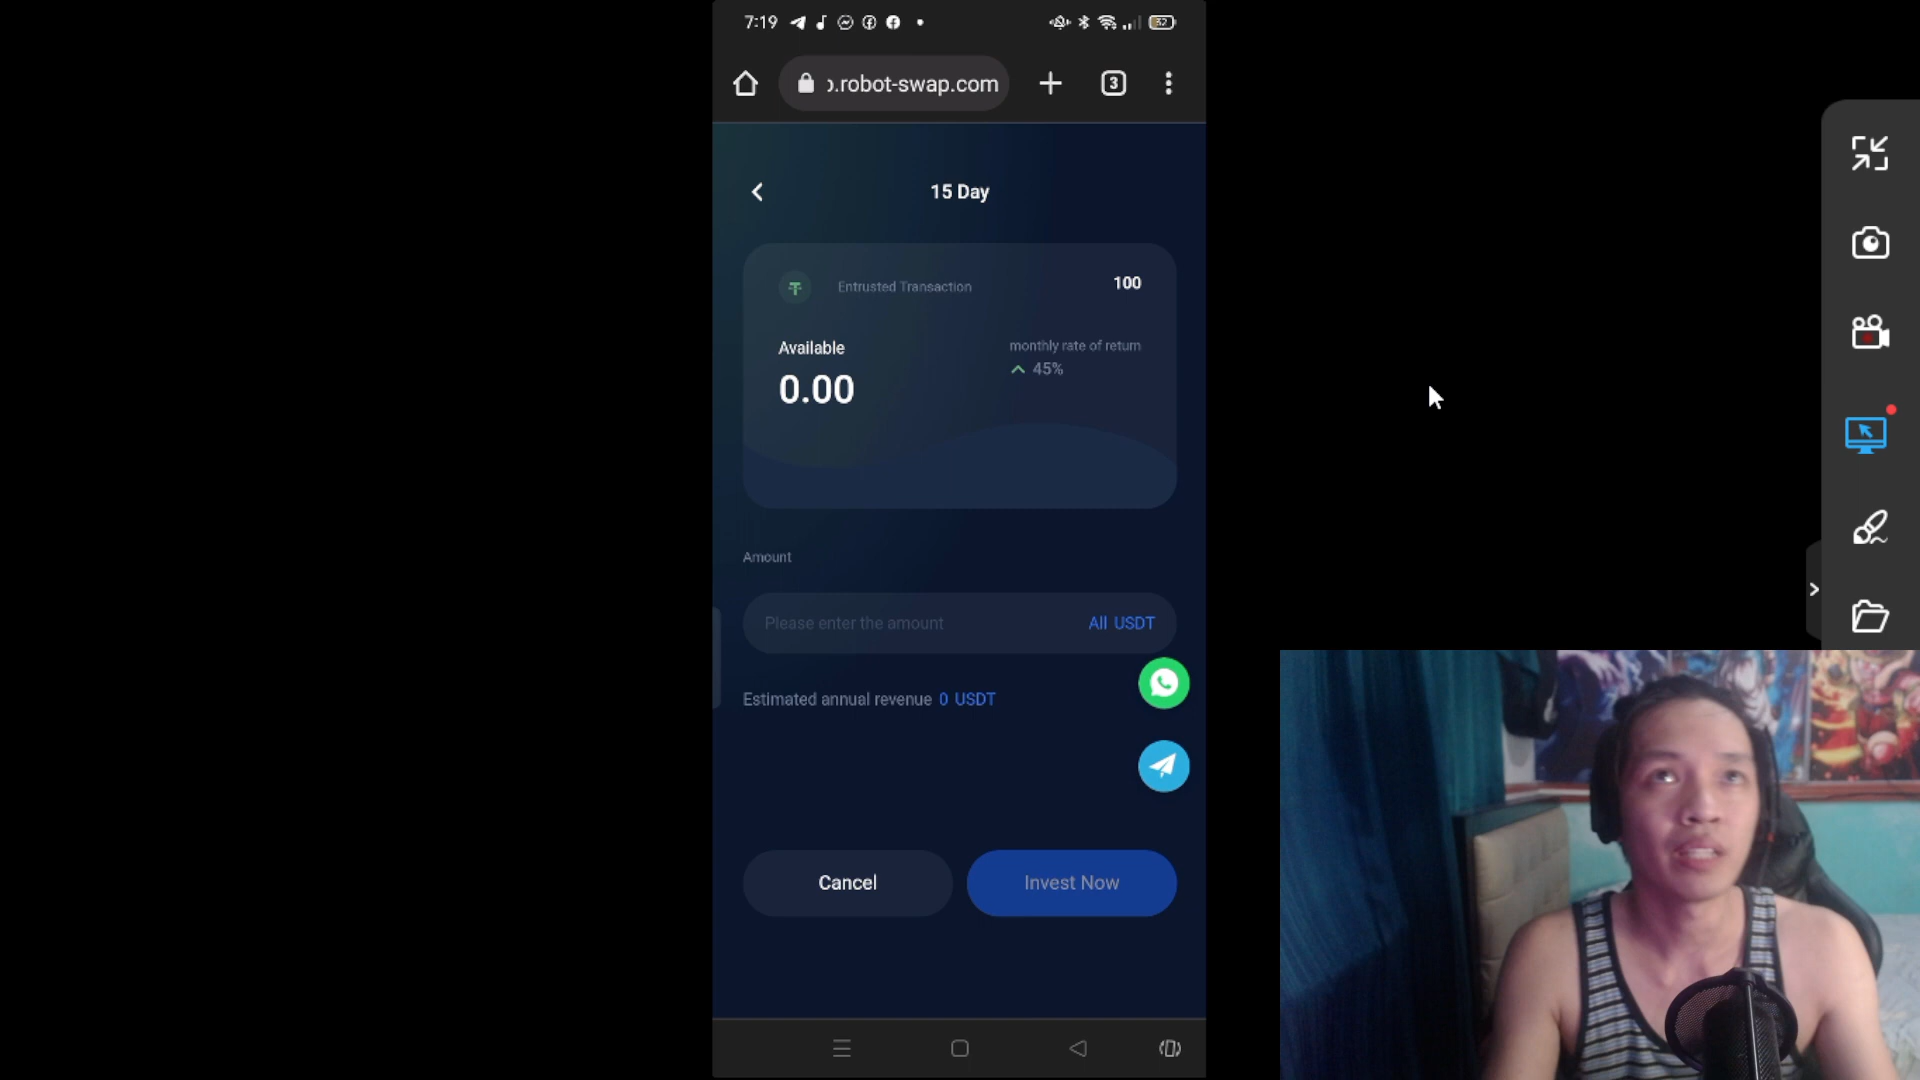 7:19
32
ɔ.robot-swap.com
3
15 Day
Entrusted Transaction
100
Available
monthly rate of return
0.00
45%
Amount
Please enter the amount
All USDT
Estimated annual revenue 0 USDT
Cancel
Invest Now